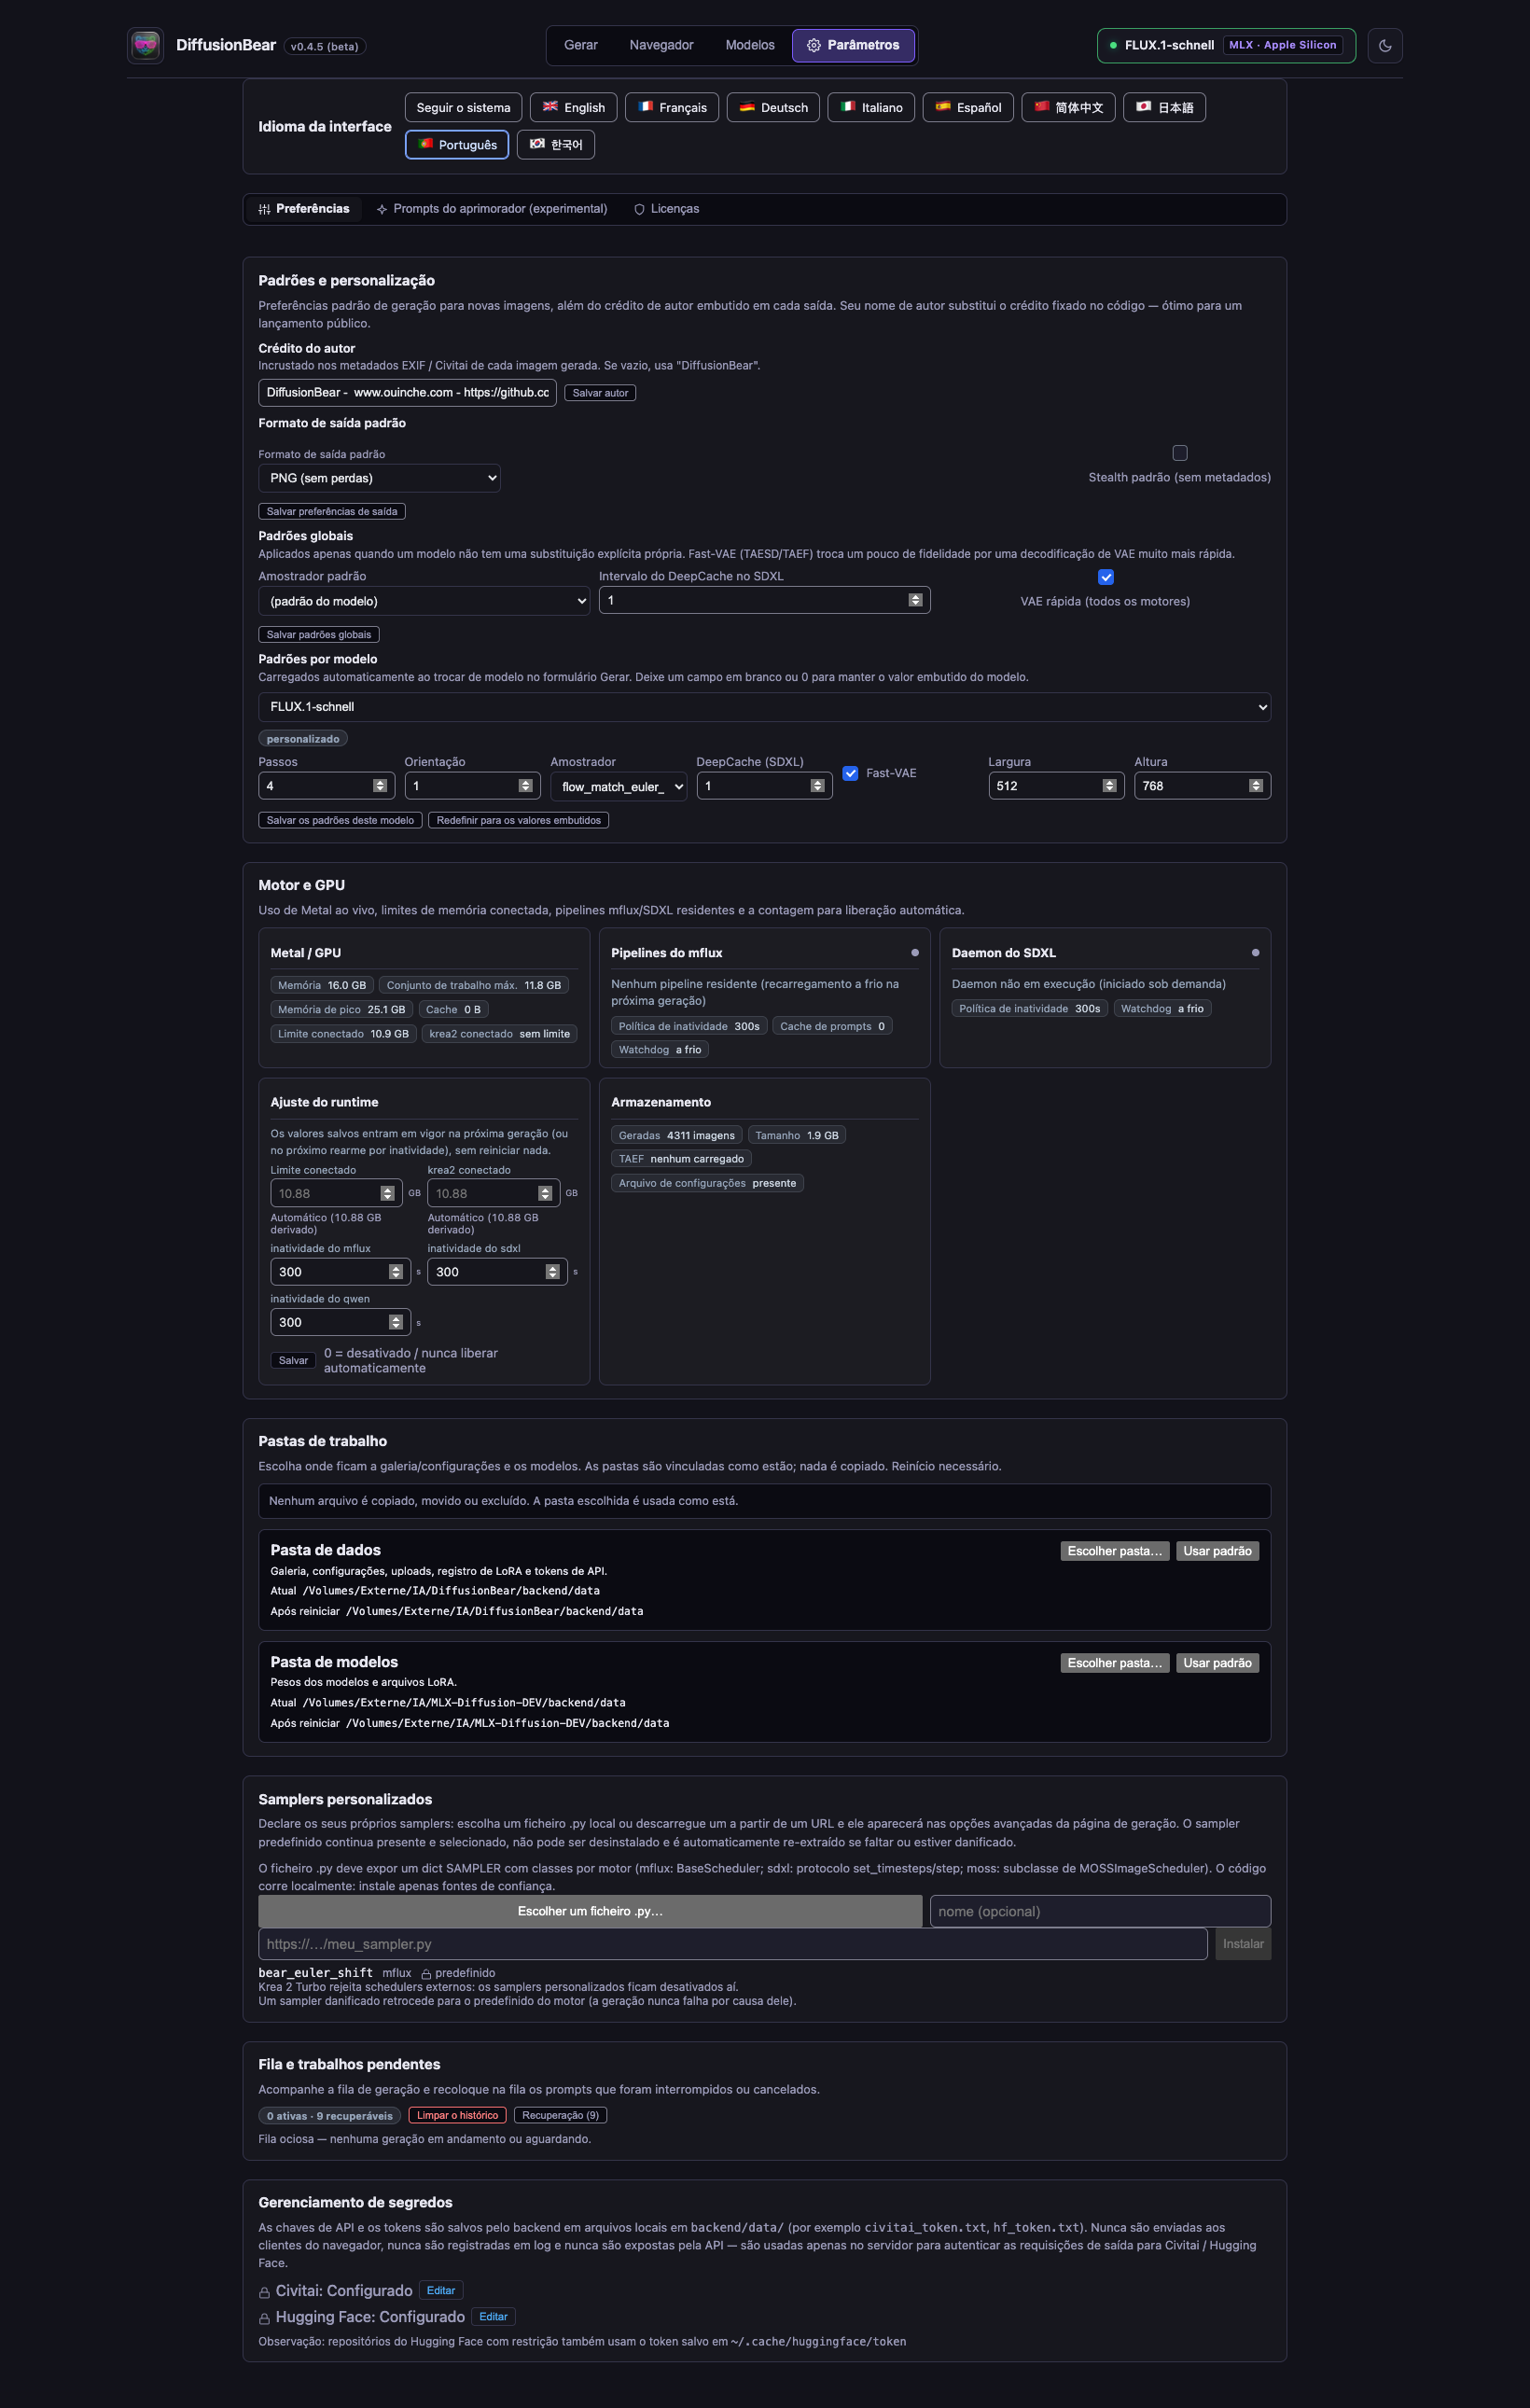 DiffusionBear v0.4.5 (beta)
Gerar Navegador Modelos Parâmetros
FLUX.1-schnell MLX · Apple Silicon
Idioma da interface
Seguir o sistema English Français Deutsch Italiano Español 简体中文 日本語
Português 한국어
Preferências Prompts do aprimorador (experimental) Licenças
Padrões e personalização
Preferências padrão de geração para novas imagens, além do crédito de autor embutido em cada saída. Seu nome de autor substitui o crédito fixado no código — ótimo para um
lançamento público.
Crédito do autor
Incrustado nos metadados EXIF / Civitai de cada imagem gerada. Se vazio, usa "DiffusionBear".
DiffusionBear - www.ouinche.com - https://github.cc Salvar autor
Formato de saída padrão
Formato de saída padrão
PNG (sem perdas)
Stealth padrão (sem metadados)
Salvar preferências de saída
Padrões globais
Aplicados apenas quando um modelo não tem uma substituição explícita própria. Fast-VAE (TAESD/TAEF) troca um pouco de fidelidade por uma decodificação de VAE muito mais rápida.
Amostrador padrão Intervalo do DeepCache no SDXL
(padrão do modelo) 1 VAE rápida (todos os motores)
Salvar padrões globais
Padrões por modelo
Carregados automaticamente ao trocar de modelo no formulário Gerar. Deixe um campo em branco ou 0 para manter o valor embutido do modelo.
FLUX.1-schnell
personalizado
Passos Orientação Amostrador DeepCache (SDXL) Fast-VAE Largura Altura
4 1 flow_match_euler_ 1 512 768
Salvar os padrões deste modelo Redefinir para os valores embutidos
Motor e GPU
Uso de Metal ao vivo, limites de memória conectada, pipelines mflux/SDXL residentes e a contagem para liberação automática.
Metal / GPU
Memória 16.0 GB Conjunto de trabalho máx. 11.8 GB
Memória de pico 25.1 GB Cache 0 B
Limite conectado 10.9 GB krea2 conectado sem limite
Pipelines do mflux
Nenhum pipeline residente (recarregamento a frio na
próxima geração)
Política de inatividade 300s Cache de prompts 0
Watchdog a frio
Daemon do SDXL
Daemon não em execução (iniciado sob demanda)
Política de inatividade 300s Watchdog a frio
Ajuste do runtime
Os valores salvos entram em vigor na próxima geração (ou
no próximo rearme por inatividade), sem reiniciar nada.
Limite conectado krea2 conectado
10.88 GB 10.88 GB
Automático (10.88 GB Automático (10.88 GB
derivado) derivado)
inatividade do mflux inatividade do sdxl
300 s 300 s
inatividade do qwen
300 s
Salvar 0 = desativado / nunca liberar
automaticamente
Armazenamento
Geradas 4311 imagens Tamanho 1.9 GB
TAEF nenhum carregado
Arquivo de configurações presente
Pastas de trabalho
Escolha onde ficam a galeria/configurações e os modelos. As pastas são vinculadas como estão; nada é copiado. Reinício necessário.
Nenhum arquivo é copiado, movido ou excluído. A pasta escolhida é usada como está.
Pasta de dados Escolher pasta… Usar padrão
Galeria, configurações, uploads, registro de LoRA e tokens de API.
Atual /Volumes/Externe/IA/DiffusionBear/backend/data
Após reiniciar /Volumes/Externe/IA/DiffusionBear/backend/data
Pasta de modelos Escolher pasta… Usar padrão
Pesos dos modelos e arquivos LoRA.
Atual /Volumes/Externe/IA/MLX-Diffusion-DEV/backend/data
Após reiniciar /Volumes/Externe/IA/MLX-Diffusion-DEV/backend/data
Samplers personalizados
Declare os seus próprios samplers: escolha um ficheiro .py local ou descarregue um a partir de um URL e ele aparecerá nas opções avançadas da página de geração. O sampler
predefinido continua presente e selecionado, não pode ser desinstalado e é automaticamente re-extraído se faltar ou estiver danificado.
O ficheiro .py deve expor um dict SAMPLER com classes por motor (mflux: BaseScheduler; sdxl: protocolo set_timesteps/step; moss: subclasse de MOSSImageScheduler). O código
corre localmente: instale apenas fontes de confiança.
Escolher um ficheiro .py… nome (opcional)
https://…/meu_sampler.py Instalar
bear_euler_shift mflux predefinido
Krea 2 Turbo rejeita schedulers externos: os samplers personalizados ficam desativados aí.
Um sampler danificado retrocede para o predefinido do motor (a geração nunca falha por causa dele).
Fila e trabalhos pendentes
Acompanhe a fila de geração e recoloque na fila os prompts que foram interrompidos ou cancelados.
0 ativas · 9 recuperáveis Limpar o histórico Recuperação (9)
Fila ociosa — nenhuma geração em andamento ou aguardando.
Gerenciamento de segredos
As chaves de API e os tokens são salvos pelo backend em arquivos locais em backend/data/ (por exemplo civitai_token.txt, hf_token.txt). Nunca são enviadas aos
clientes do navegador, nunca são registradas em log e nunca são expostas pela API — são usadas apenas no servidor para autenticar as requisições de saída para Civitai / Hugging
Face.
Civitai: Configurado Editar
Hugging Face: Configurado Editar
Observação: repositórios do Hugging Face com restrição também usam o token salvo em ~/.cache/huggingface/token